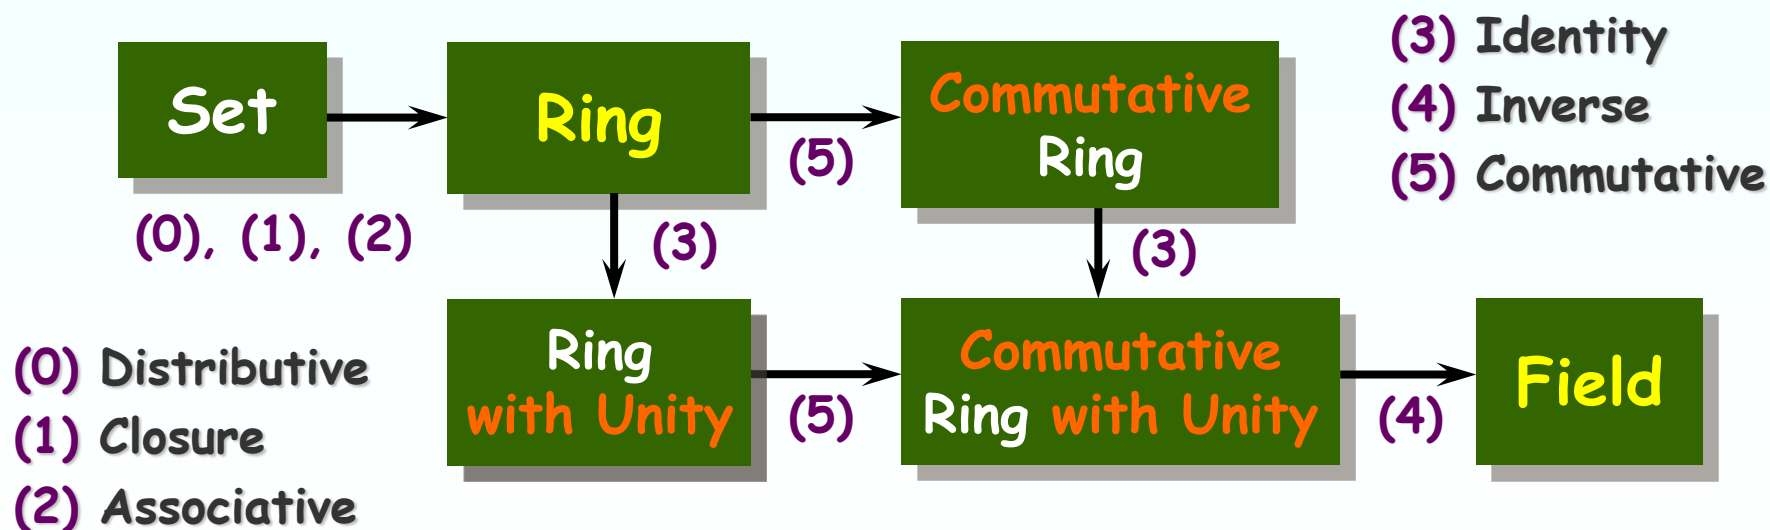 Set
Ring
Commutative
Ring
(5)
(0), (1), (2)
(3)
(3)
Ring
with Unity
(5)
Commutative
Ring with Unity
(4)
Field
(0) Distributive
(1) Closure
(2) Associative
(3) Identity
(4) Inverse
(5) Commutative